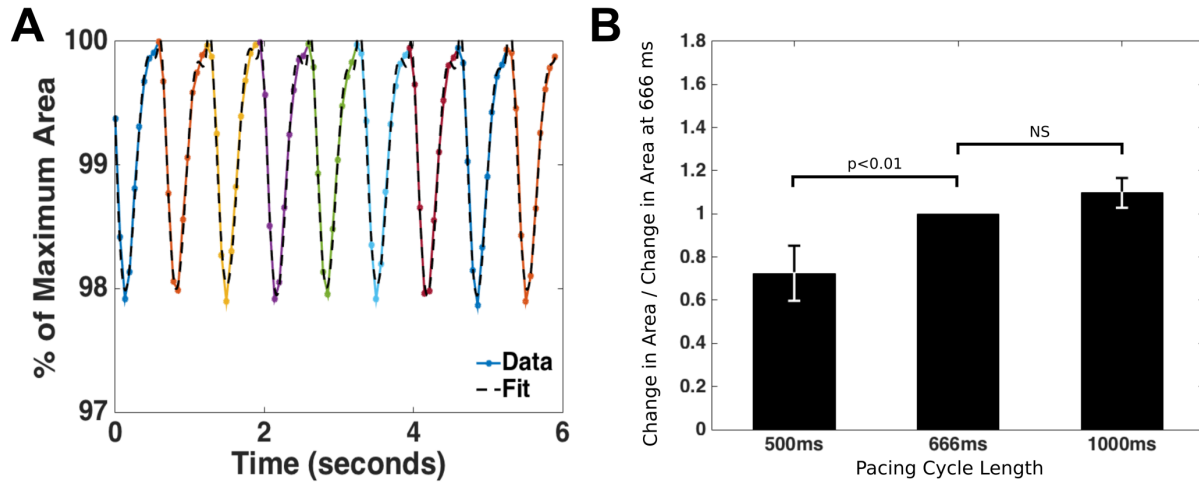 A
% of Maximum Area
100
99
98
97
0
2
4
6
Time (seconds)
Data
Fit
B
Change in Area / Change in Area at 666 ms
1.8
1.6
1.4
1.2
1
0.8
0.6
0.4
0.2
0
p<0.01
NS
500ms
666ms
1000ms
Pacing Cycle Length